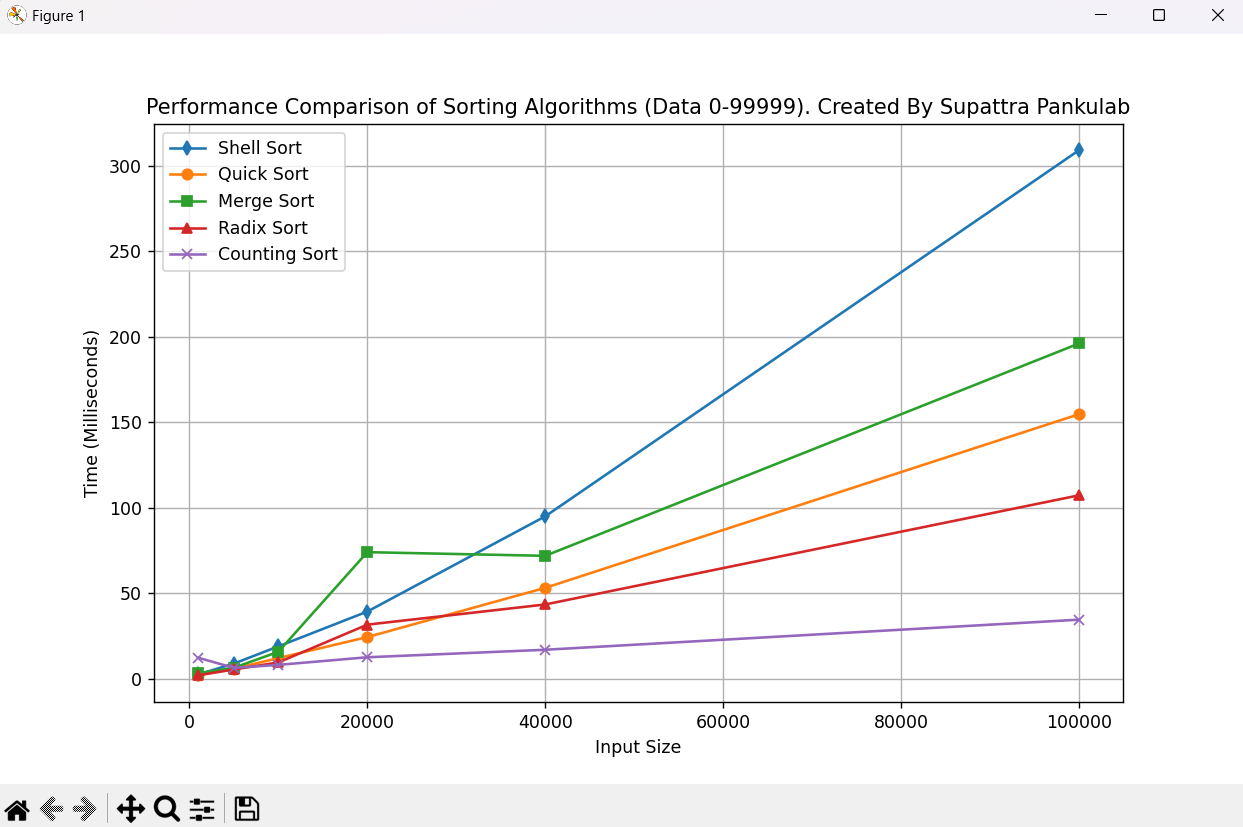 Figure 1
Performance Comparison of Sorting Algorithms (Data 0-99999). Created By Supattra Pankulab
Shell Sort
Quick Sort
Merge Sort
Radix Sort
Counting Sort
300
250
200
150
100
50
0
Time (Milliseconds)
0 20000 40000 60000 80000 100000
Input Size